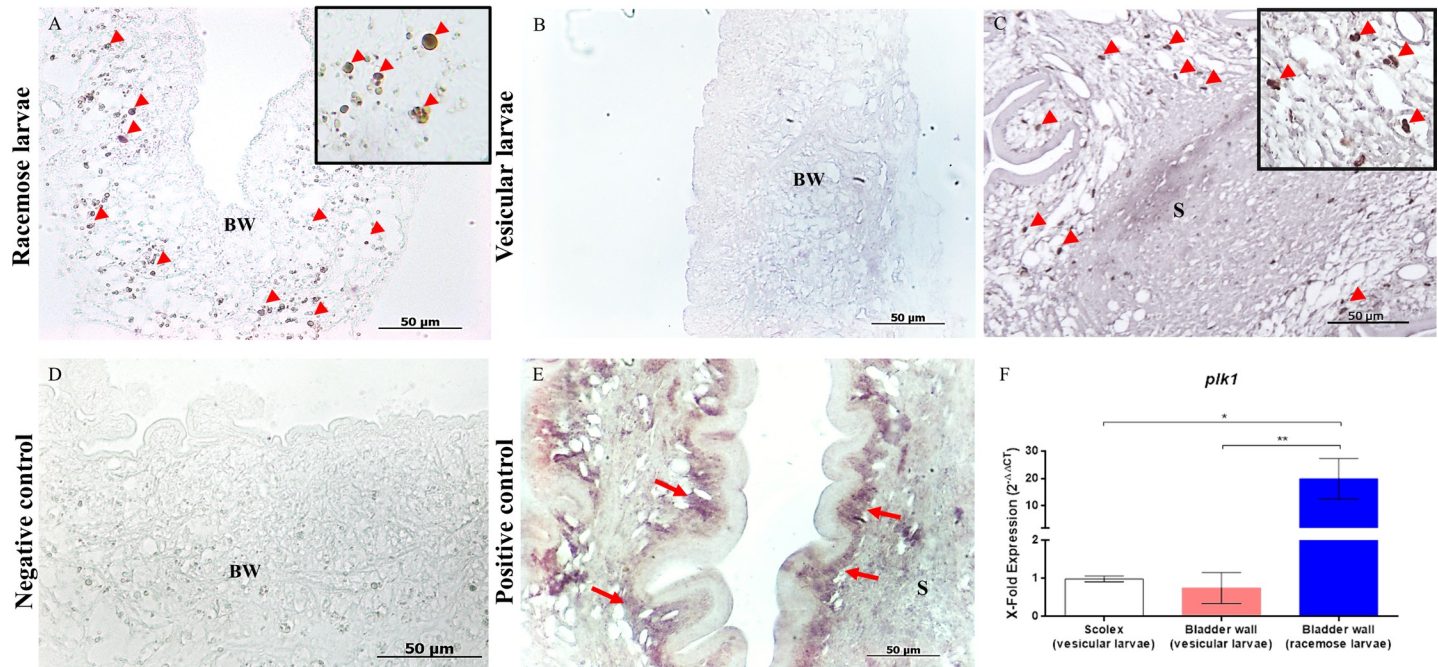 A
Racemose larvae
BW
50 µm
B
Vesicular larvae
BW
50 µm
C
S
50 µm
D
Negative control
BW
50 µm
E
Positive control
S
50 µm
F
plk1
*
**
X-Fold Expression (2^-ΔΔCT)
30
20
10
2
1
0
Scolex
(vesicular larvae)
Bladder wall
(vesicular larvae)
Bladder wall
(racemose larvae)